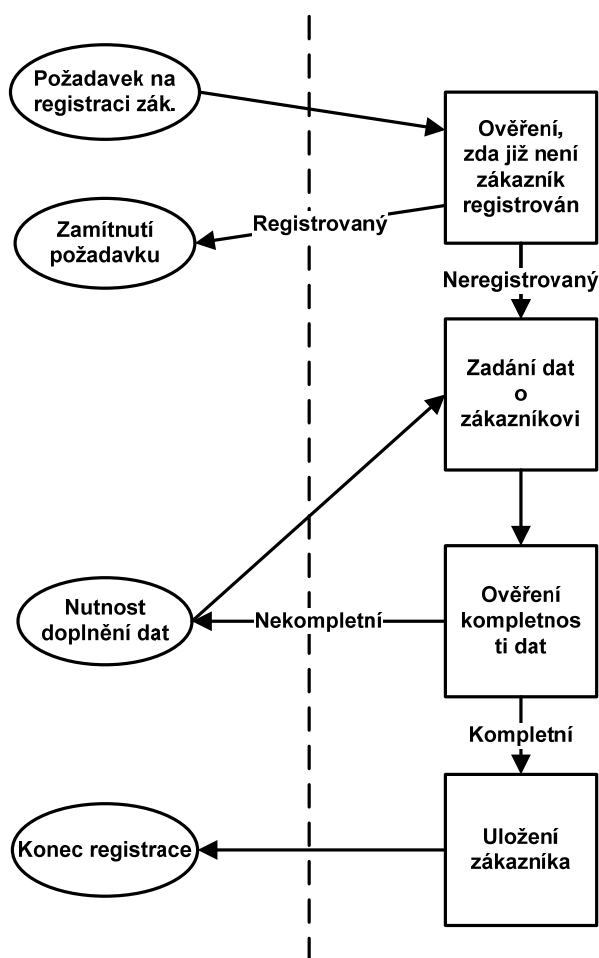 Požadavek na
registraci zák.
Ověření,
zda již není
zákazník
registrován
Registrovaný
Zamítnutí
požadavku
Neregistrovaný
Zadání dat
o
zákazníkovi
Nutnost
doplnění dat
Nekompletní
Ověření
kompletnos
ti dat
Kompletní
Konec registrace
Uložení
zákazníka